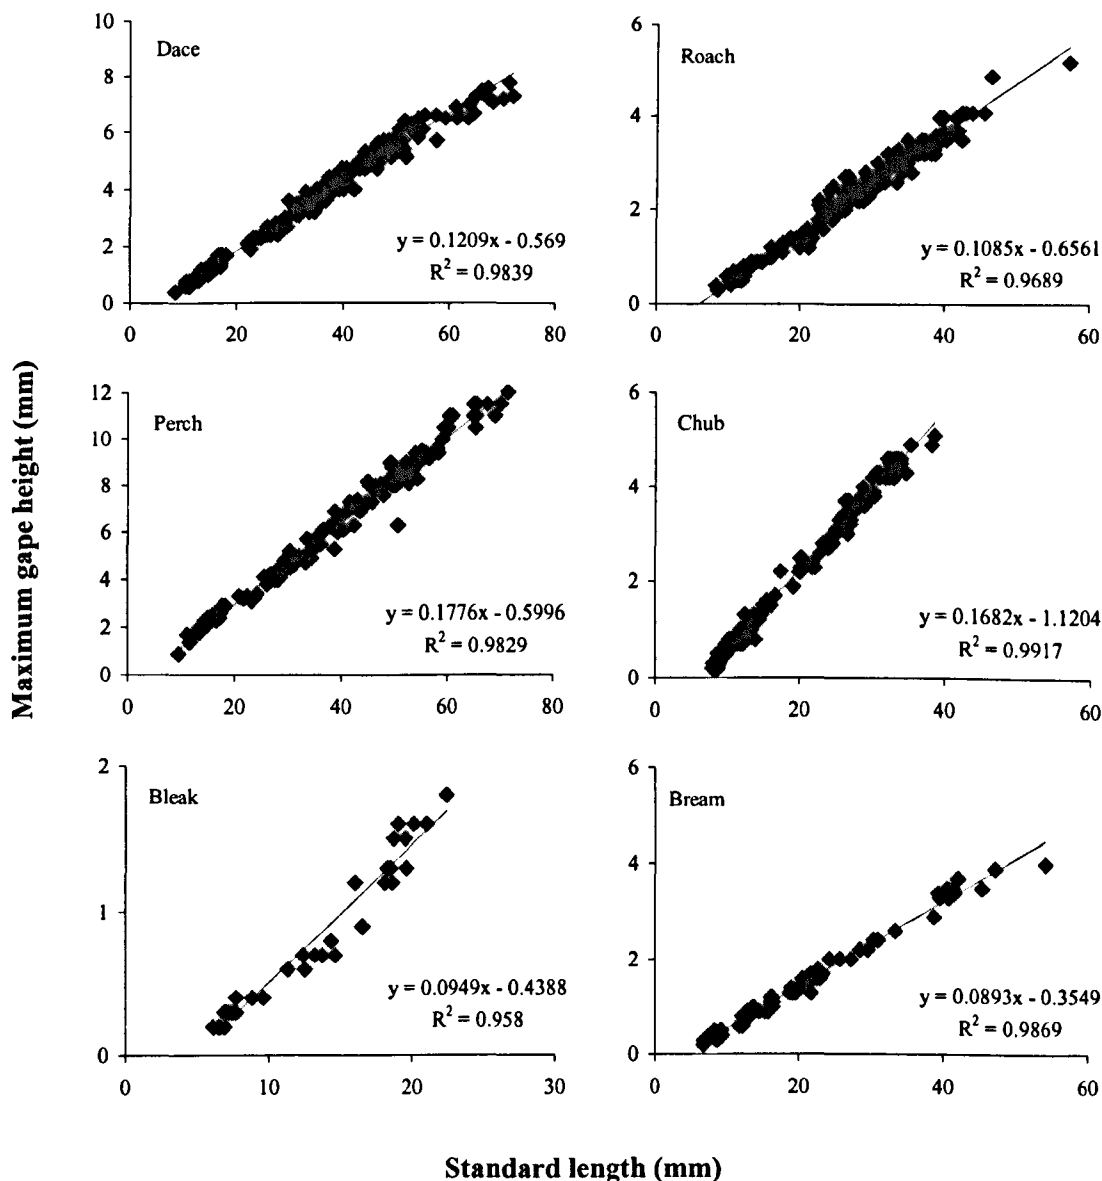 Maximum gape height (mm)
Dace
10
8
6
4
2
0
0 20 40 60 80
y = 0.1209x - 0.569
R² = 0.9839
Roach
6
4
2
0
0 20 40 60
y = 0.1085x - 0.6561
R² = 0.9689
Perch
12
10
8
6
4
2
0
0 20 40 60 80
y = 0.1776x - 0.5996
R² = 0.9829
Chub
6
4
2
0
0 20 40 60
y = 0.1682x - 1.1204
R² = 0.9917
Bleak
2
1
0
0 10 20 30
y = 0.0949x - 0.4388
R² = 0.958
Bream
6
4
2
0
0 20 40 60
y = 0.0893x - 0.3549
R² = 0.9869
Standard length (mm)